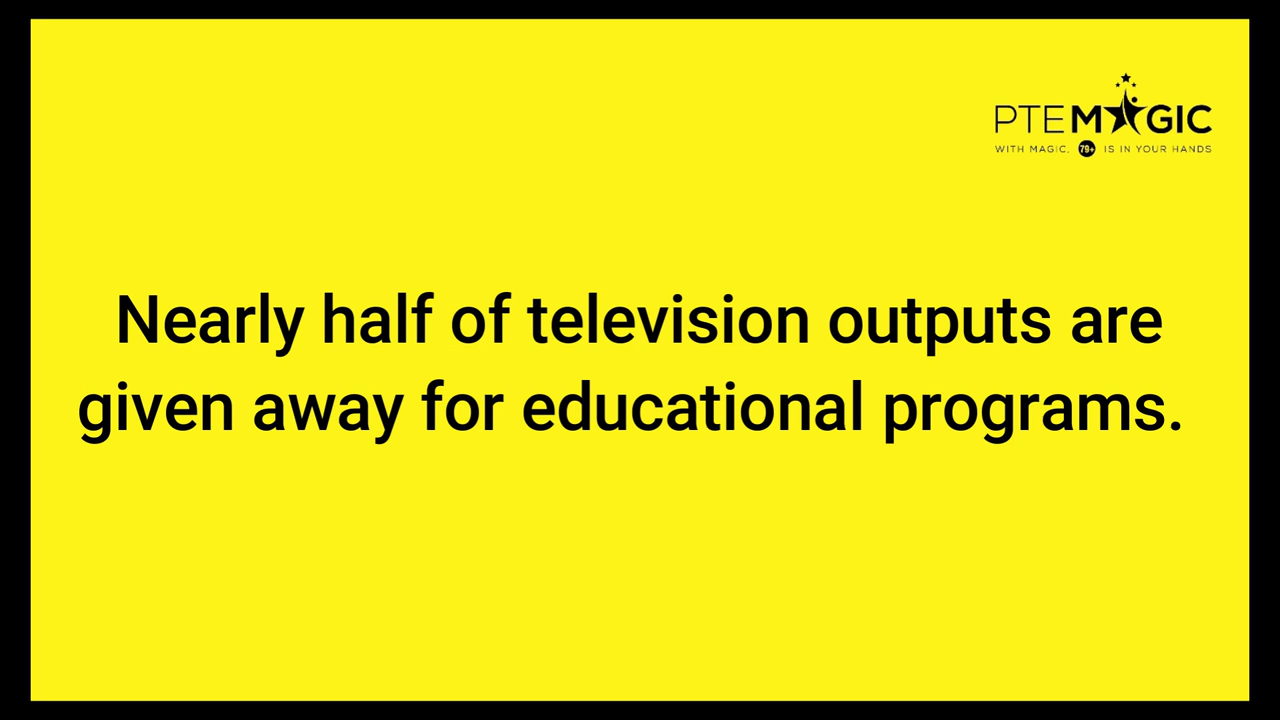 PTEMAGIC
WITH MAGIC, 79+ IS IN YOUR HANDS
Nearly half of television outputs are
given away for educational programs.